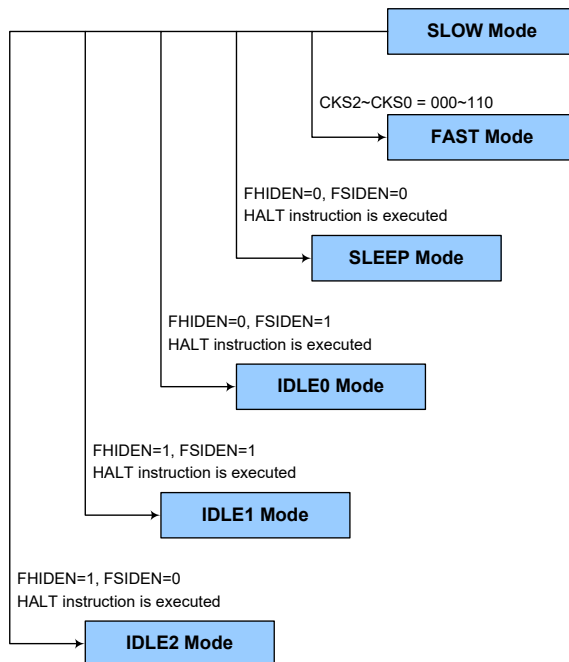 SLOW Mode
CKS2~CKS0 = 000~110
FAST Mode
FHIDEN=0, FSIDEN=0
HALT instruction is executed
SLEEP Mode
FHIDEN=0, FSIDEN=1
HALT instruction is executed
IDLE0 Mode
FHIDEN=1, FSIDEN=1
HALT instruction is executed
IDLE1 Mode
FHIDEN=1, FSIDEN=0
HALT instruction is executed
IDLE2 Mode